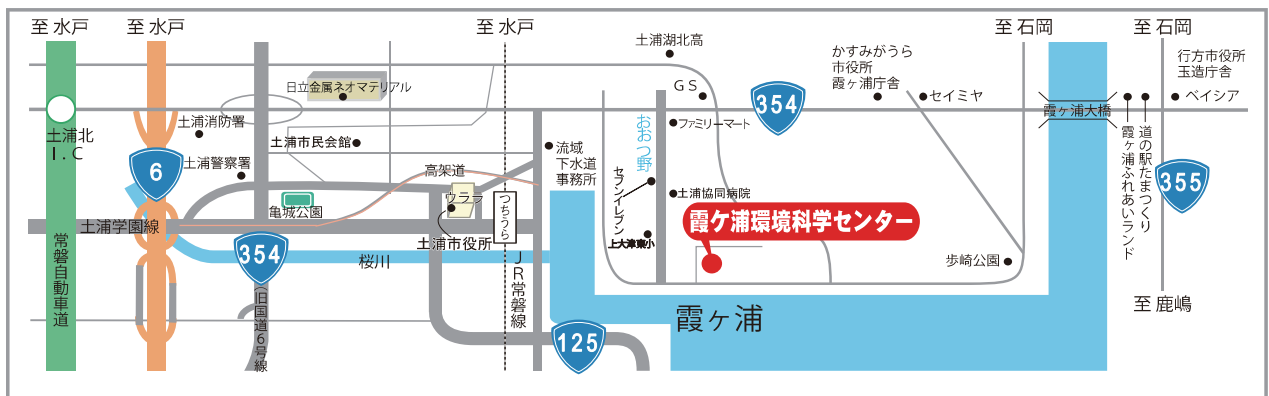 至 水戸
至 水戸
至 水戸
至 石岡
至 石岡
土浦湖北高
かすみがうら
市役所
霞ヶ浦庁舎
行方市役所
玉造庁舎
日立金属ネオマテリアル
GS
セイミヤ
ベイシア
354
霞ヶ浦大橋
土浦北
I.C
土浦消防署
土浦市民会館
流域
下水道
事務所
おおつ野
ファミリーマート
道の駅たまつくり
霞ヶ浦ふれあいランド
6
土浦警察署
高架道
セブンイレブン
土浦協同病院
355
亀城公園
ウララ
つちうら
霞ケ浦環境科学センター
土浦学園線
土浦市役所
上大津東小
常磐自動車道
354
桜川
JR常磐線
歩崎公園
(旧国道6号線
霞ヶ浦
至 鹿嶋
125